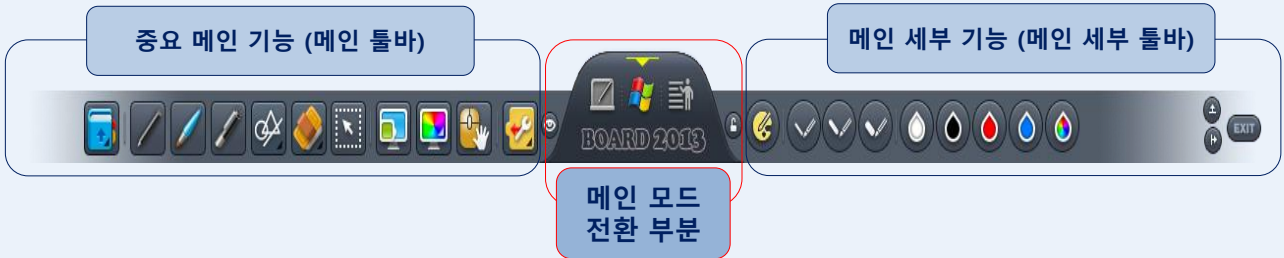 중요 메인 기능 (메인 툴바)
메인 세부 기능 (메인 세부 툴바)
BOARD 2013
EXIT
메인 모드
전환 부분